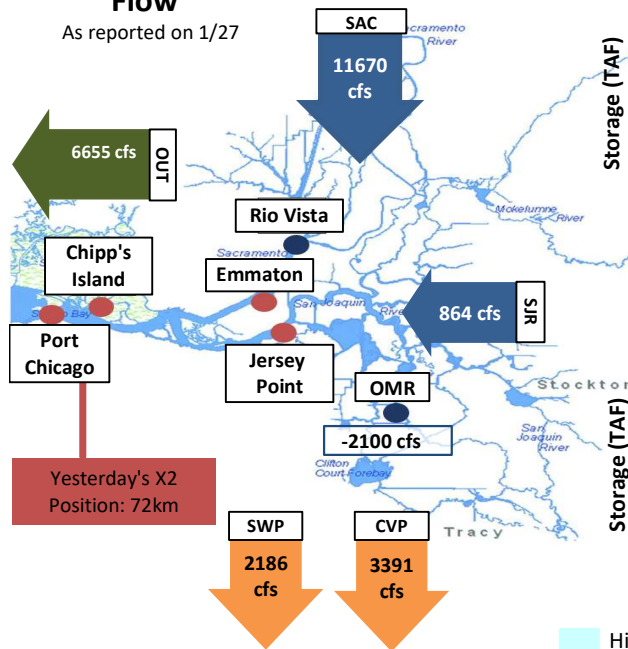 Flow
As reported on 1/27
SAC
Sacramento
River
11670
cfs
Storage (TAF)
6655 cfs
OUT
Rio Vista
Mokelumne
River
Chipp's
Island
Sacramento
Emmaton
San Joaquin
River
864 cfs
SJR
Port
Chicago
Jersey
Point
OMR
Stockton
-2100 cfs
San
Joaquin
River
Clifton
Court Forebay
Storage (TAF)
Yesterday's X2
Position: 72km
SWP
CVP
Tracy
2186
cfs
3391
cfs
Hi